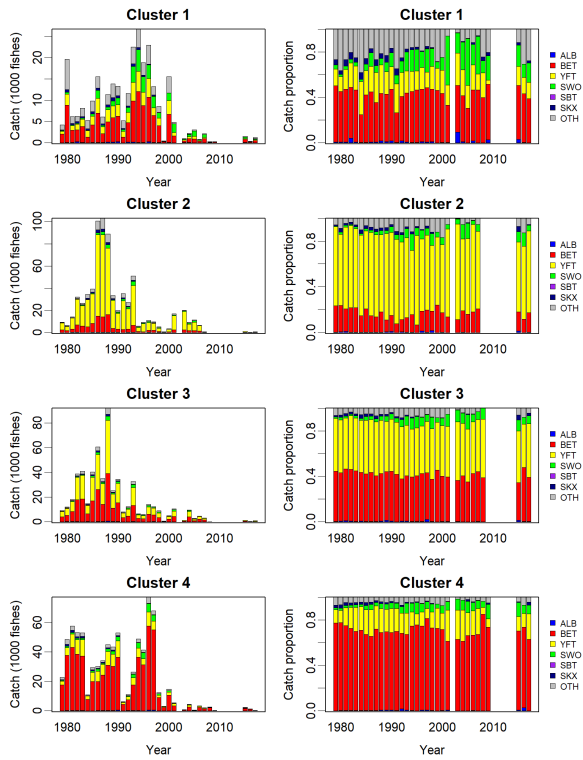 Cluster 1
Catch (1000 fishes)
0 5 10 15 25
1980 1990 2000 2010
Year
Cluster 1
Catch proportion
0.0 0.4 0.8
1980 1990 2000 2010
Year
ALB
BET
YFT
SWO
SBT
SKX
OTH
Cluster 2
Catch (1000 fishes)
0 20 60 100
1980 1990 2000 2010
Year
Cluster 2
Catch proportion
0.0 0.4 0.8
1980 1990 2000 2010
Year
ALB
BET
YFT
SWO
SBT
SKX
OTH
Cluster 3
Catch (1000 fishes)
0 20 40 60 80
1980 1990 2000 2010
Year
Cluster 3
Catch proportion
0.0 0.4 0.8
1980 1990 2000 2010
Year
ALB
BET
YFT
SWO
SBT
SKX
OTH
Cluster 4
Catch (1000 fishes)
0 20 40 60
1980 1990 2000 2010
Year
Cluster 4
Catch proportion
0.0 0.4 0.8
1980 1990 2000 2010
Year
ALB
BET
YFT
SWO
SBT
SKX
OTH